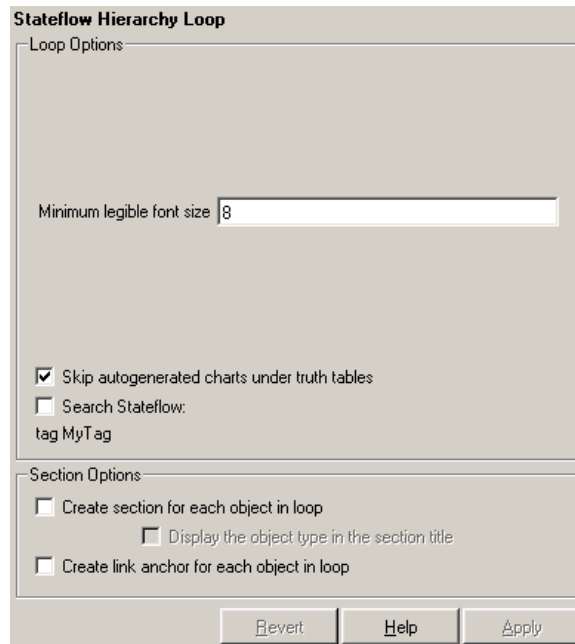 Stateflow Hierarchy Loop
Loop Options
Minimum legible font size 8
Skip autogenerated charts under truth tables
Search Stateflow:
tag MyTag
Section Options
Create section for each object in loop
Display the object type in the section title
Create link anchor for each object in loop
Revert Help Apply